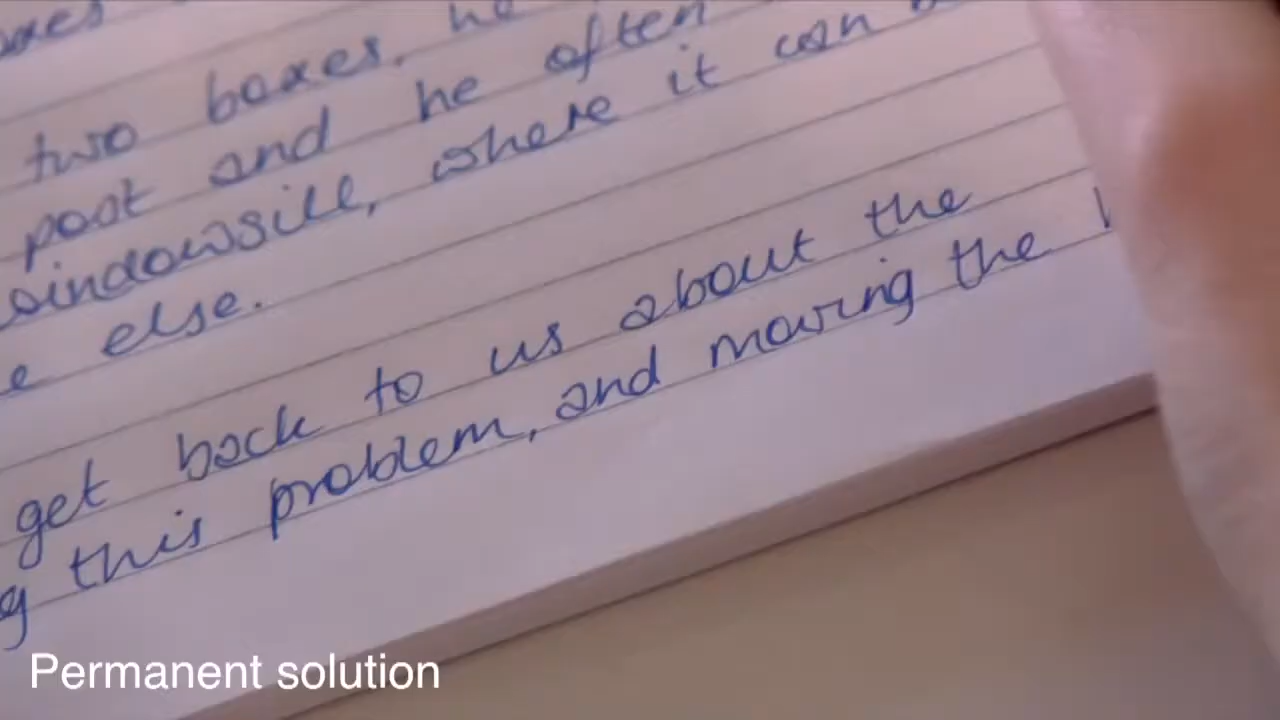 two boxes, he
post and he often
windowsill, where it can
else.
get back to us about the
this problem, and moving the
Permanent solution